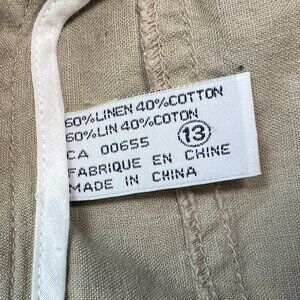 60%LINEN 40%COTTON
60%LIN 40%COTON
CA 00655 13
FABRIQUE EN CHINE
MADE IN CHINA